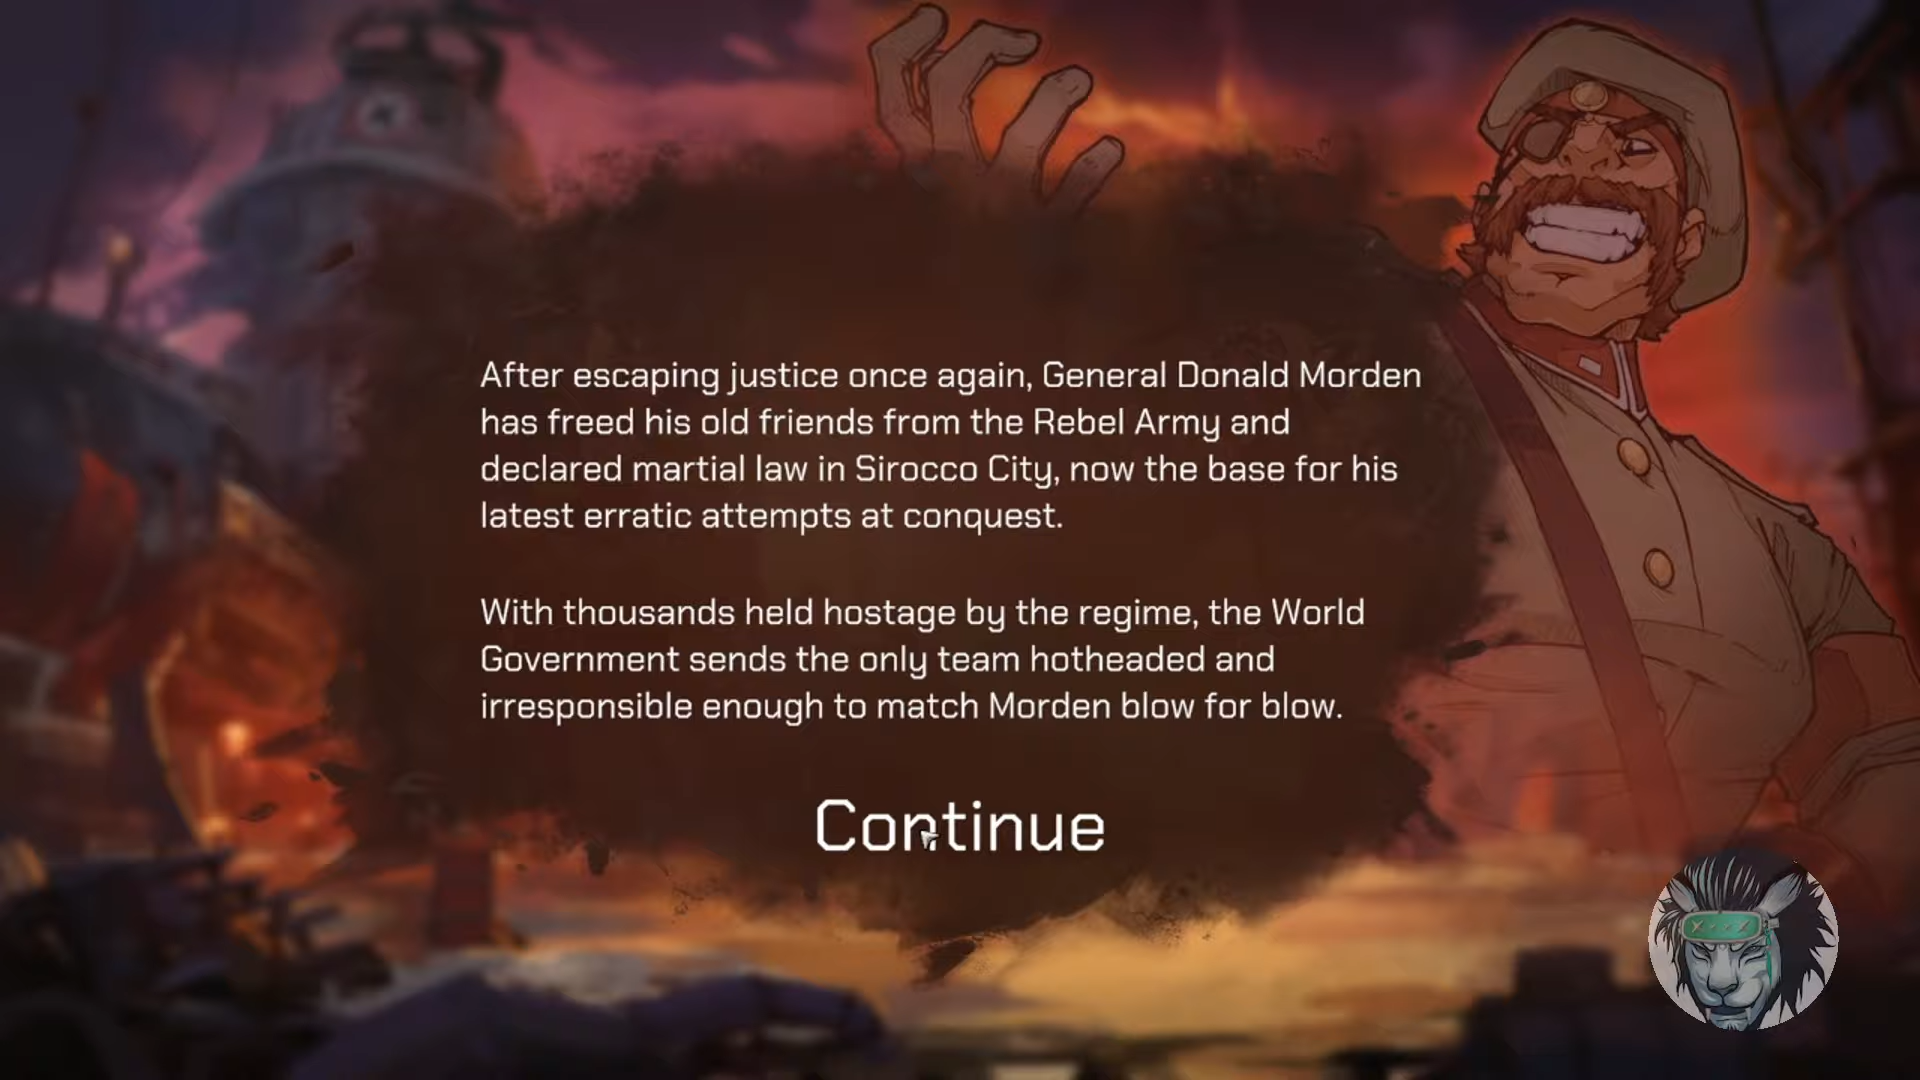 After escaping justice once again, General Donald Morden
has freed his old friends from the Rebel Army and
declared martial law in Sirocco City, now the base for his
latest erratic attempts at conquest.
With thousands held hostage by the regime, the World
Government sends the only team hotheaded and
irresponsible enough to match Morden blow for blow.
Continue